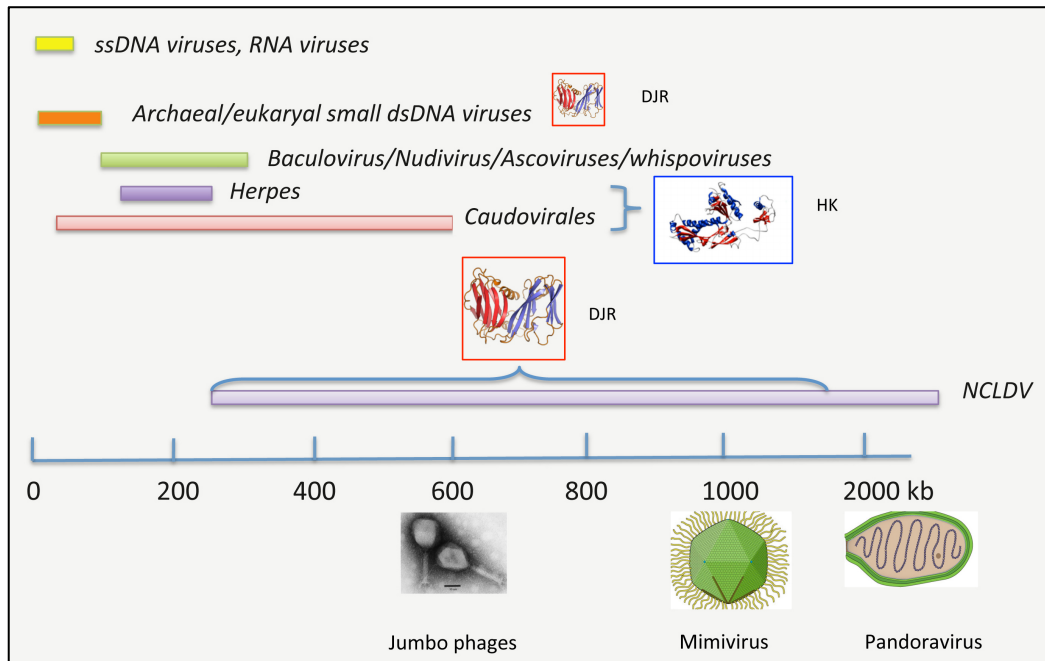 ssDNA viruses, RNA viruses
Archaeal/eukaryal small dsDNA viruses
DJR
Baculovirus/Nudivirus/Ascoviruses/whispoviruses
Herpes
Caudovirales
HK
DJR
NCLDV
0 200 400 600 800 1000 2000 kb
Jumbo phages Mimivirus Pandoravirus